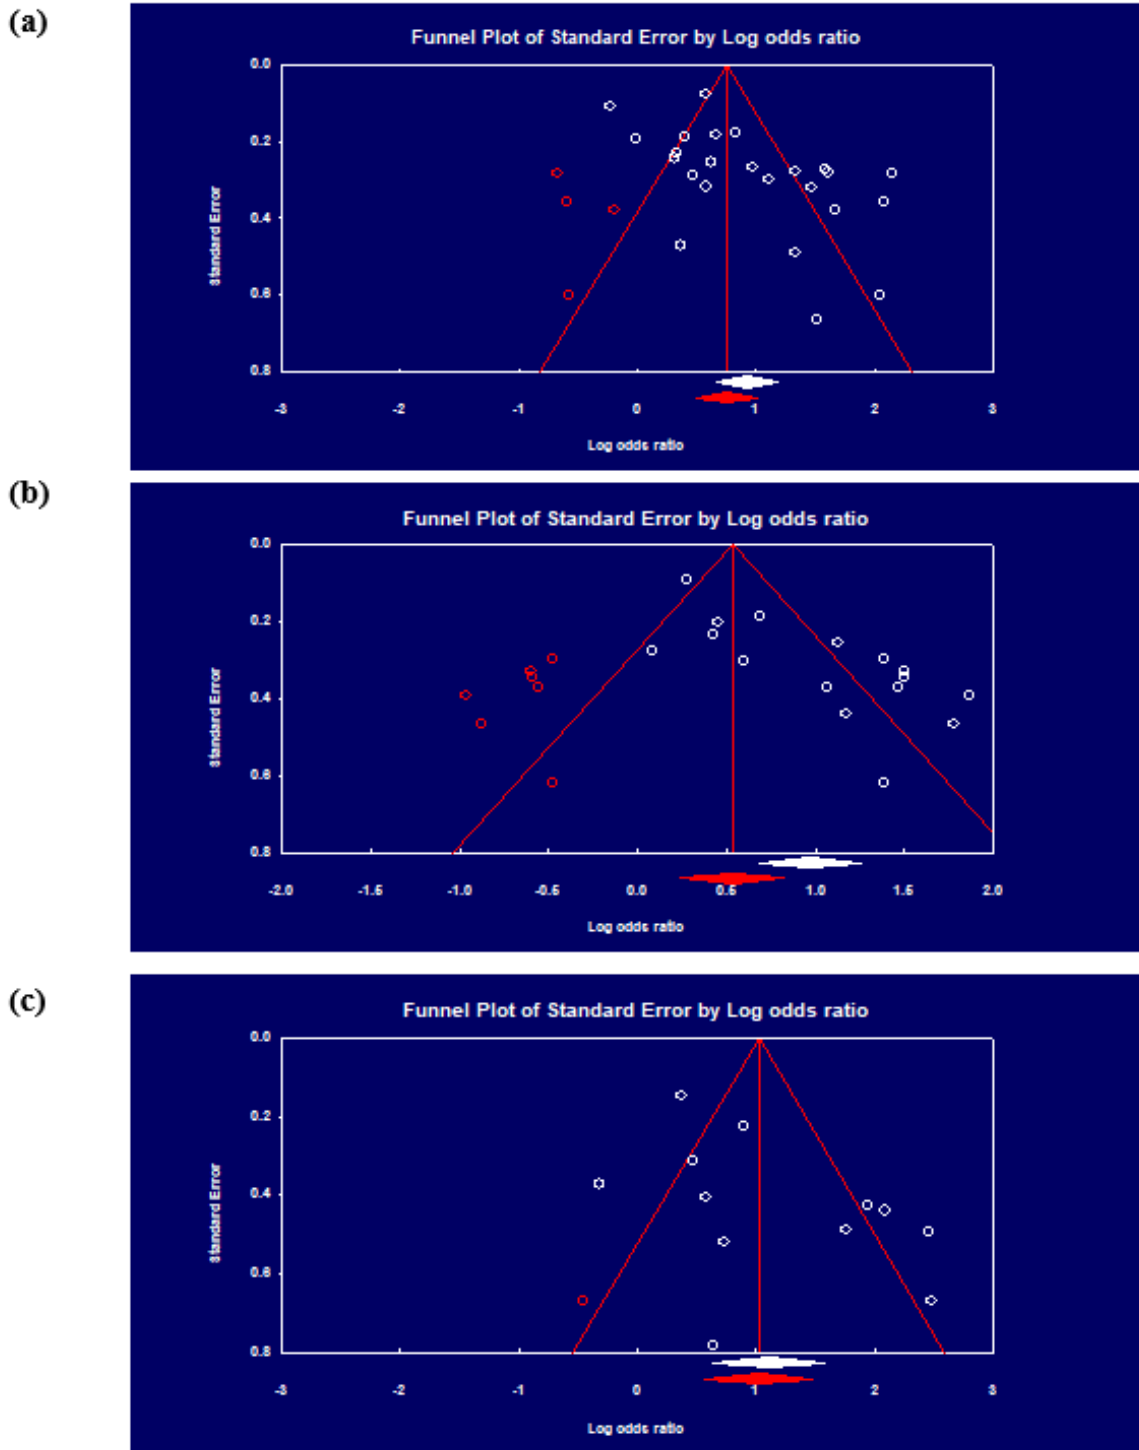 (a)
Funnel Plot of Standard Error by Log odds ratio
0.0
0.2
0.4
0.6
0.8
Standard Error
-3 -2 -1 0 1 2 3
Log odds ratio
(b)
Funnel Plot of Standard Error by Log odds ratio
0.0
0.2
0.4
0.6
0.8
Standard Error
-2.0 -1.5 -1.0 -0.5 0.0 0.5 1.0 1.5 2.0
Log odds ratio
(c)
Funnel Plot of Standard Error by Log odds ratio
0.0
0.2
0.4
0.6
0.8
Standard Error
-3 -2 -1 0 1 2 3
Log odds ratio